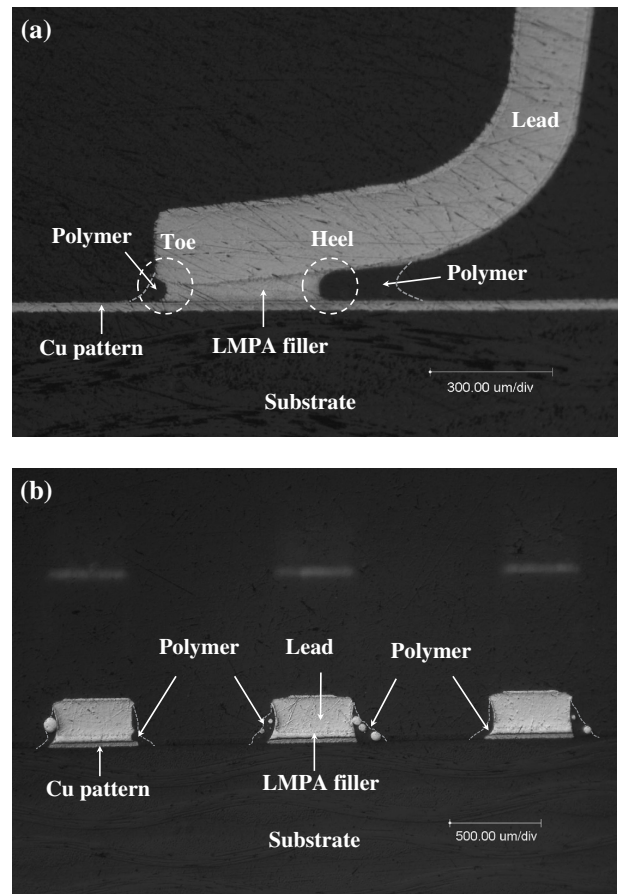 (a)
Lead
Polymer
Toe
Heel
Polymer
Cu pattern
LMPA filler
300.00 um/div
Substrate
(b)
Polymer
Lead
Polymer
Cu pattern
LMPA filler
500.00 um/div
Substrate